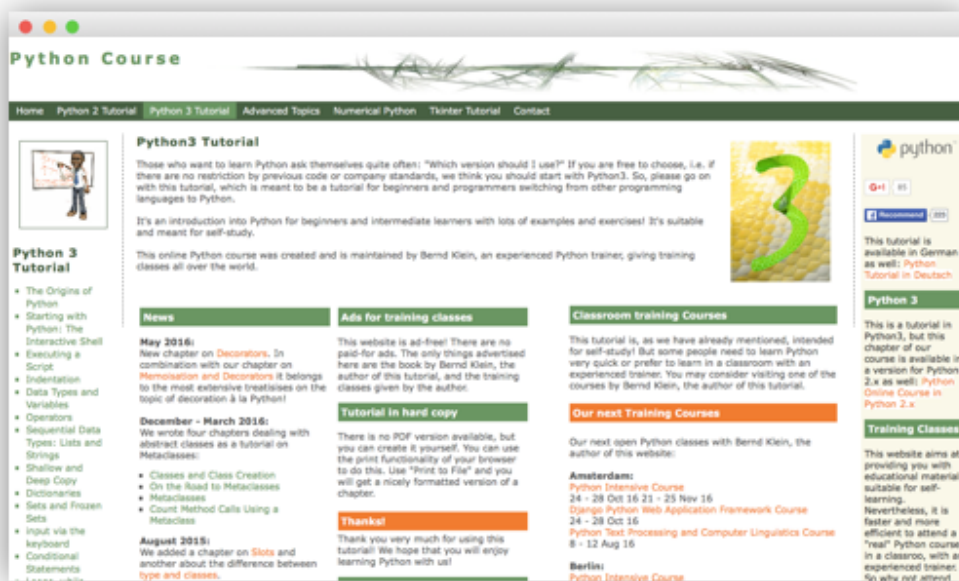 Python Course
Home Python 2 Tutorial Python 3 Tutorial Advanced Topics Numerical Python Tkinter Tutorial Contact
Python 3
Tutorial
The Origins of
Python
Starting with
Python: The
Interactive Shell
Executing a
Script
Indentation
Data Types and
Variables
Operators
Sequential Data
Types: Lists and
Strings
Shallow and
Deep Copy
Dictionaries
Sets and Frozen
Sets
input via the
keyboard
Conditional
Statements
Python3 Tutorial
Those who want to learn Python ask themselves quite often: "Which version should I use?" If you are free to choose, i.e. if
there are no restriction by previous code or company standards, we think you should start with Python3. So, please go on
with this tutorial, which is meant to be a tutorial for beginners and programmers switching from other programming
languages to Python.
It's an introduction into Python for beginners and intermediate learners with lots of examples and exercises! It's suitable
and meant for self-study.
This online Python course was created and is maintained by Bernd Klein, an experienced Python trainer, giving training
classes all over the world.
3
News
May 2016:
New chapter on Decorators. In
combination with our chapter on
Memoisation and Decorators it belongs
to the most extensive treatisises on the
topic of decoration à la Python!
December - March 2016:
We wrote four chapters dealing with
abstract classes as a tutorial on
Metaclasses:
Classes and Class Creation
On the Road to Metaclasses
Metaclasses
Count Method Calls Using a
Metaclass
August 2015:
We added a chapter on Slots and
another about the difference between
type and classes.
Ads for training classes
This website is ad-free! There are no
paid-for ads. The only things advertised
here are the book by Bernd Klein, the
author of this tutorial, and the training
classes given by the author.
Tutorial in hard copy
There is no PDF version available, but
you can create it yourself. You can use
the print functionality of your browser
to do this. Use "Print to File" and you
will get a nicely formatted version of a
chapter.
Thanks!
Thank you very much for using this
tutorial! We hope that you will enjoy
learning Python with us!
Classroom training Courses
This tutorial is, as we have already mentioned, intended
for self-study! But some people need to learn Python
very quick or prefer to learn in a classroom with an
experienced trainer. You may consider visiting one of the
courses by Bernd Klein, the author of this tutorial.
Our next Training Courses
Our next open Python classes with Bernd Klein, the
author of this website:
Amsterdam:
Python Intensive Course
24 - 28 Oct 16 21 - 25 Nov 16
Django Python Web Application Framework Course
24 - 28 Oct 16
Python Text Processing and Computer Linguistics Course
8 - 12 Aug 16
Berlin:
Python Intensive Course
python
G+1
Recommend
This tutorial is
available in German
as well: Python
Tutorial in Deutsch
Python 3
This is a tutorial in
Python3, but this
chapter of our
course is available in
a version for Python
2.x as well: Python
Online Course in
Python 2.x
Training Classes
This website aims at
providing you with
educational material
suitable for self-
learning.
Nevertheless, it is
faster and more
efficient to attend a
"real" Python course
in a classroo, with an
experienced trainer.
So why not attend